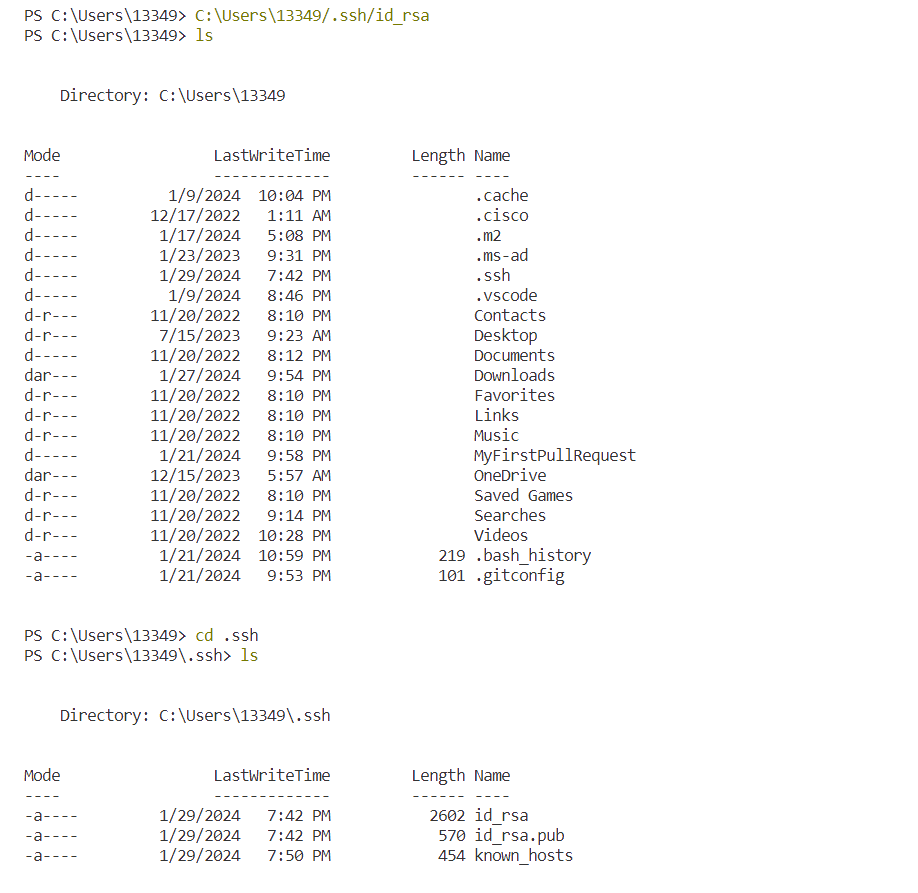 PS C:\Users\13349> C:\Users\13349/.ssh/id_rsa
PS C:\Users\13349> ls
    Directory: C:\Users\13349
Mode                 LastWriteTime         Length Name
----                 -------------         ------ ----
d-----          1/9/2024  10:04 PM                .cache
d-----        12/17/2022   1:11 AM                .cisco
d-----         1/17/2024   5:08 PM                .m2
d-----         1/23/2023   9:31 PM                .ms-ad
d-----         1/29/2024   7:42 PM                .ssh
d-----          1/9/2024   8:46 PM                .vscode
d-r---        11/20/2022   8:10 PM                Contacts
d-r---         7/15/2023   9:23 AM                Desktop
d-----        11/20/2022   8:12 PM                Documents
dar---         1/27/2024   9:54 PM                Downloads
d-r---        11/20/2022   8:10 PM                Favorites
d-r---        11/20/2022   8:10 PM                Links
d-r---        11/20/2022   8:10 PM                Music
d-----         1/21/2024   9:58 PM                MyFirstPullRequest
dar---        12/15/2023   5:57 AM                OneDrive
d-r---        11/20/2022   8:10 PM                Saved Games
d-r---        11/20/2022   9:14 PM                Searches
d-r---        11/20/2022  10:28 PM                Videos
-a----         1/21/2024  10:59 PM            219 .bash_history
-a----         1/21/2024   9:53 PM            101 .gitconfig
PS C:\Users\13349> cd .ssh
PS C:\Users\13349\.ssh> ls
    Directory: C:\Users\13349\.ssh
Mode                 LastWriteTime         Length Name
----                 -------------         ------ ----
-a----         1/29/2024   7:42 PM           2602 id_rsa
-a----         1/29/2024   7:42 PM            570 id_rsa.pub
-a----         1/29/2024   7:50 PM            454 known_hosts